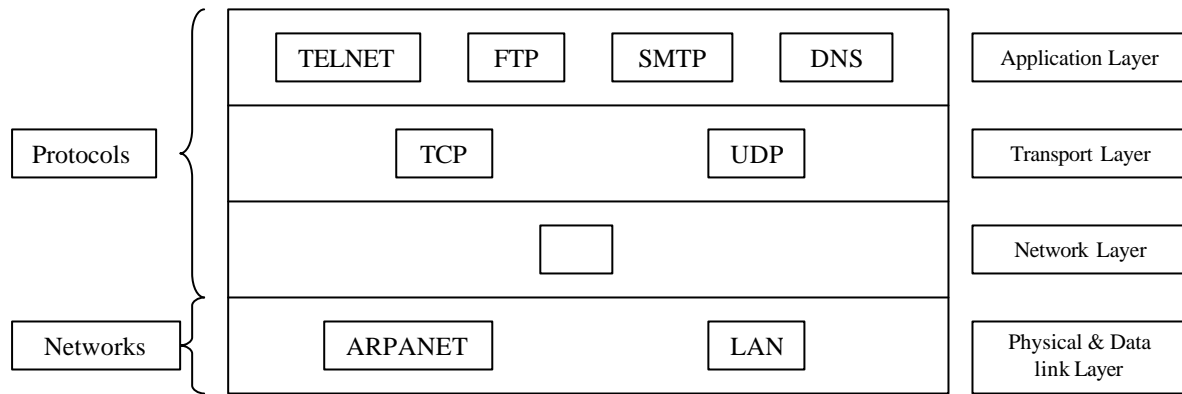 TELNET FTP SMTP DNS Application Layer
Protocols TCP UDP Transport Layer
Network Layer
Networks ARPANET LAN Physical & Data
link Layer